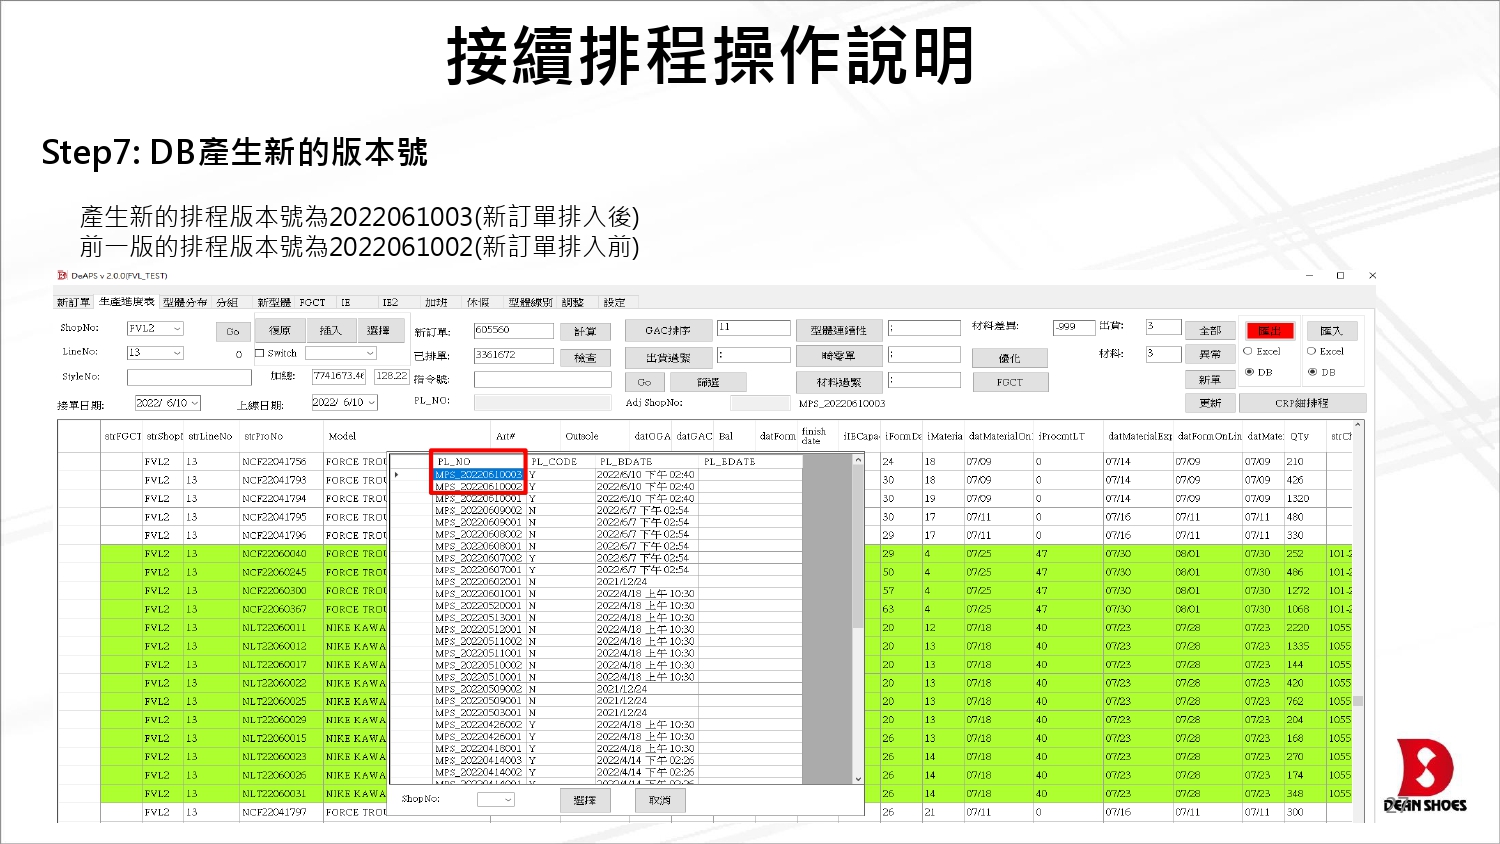 接續排程操作說明
Step7: DB產生新的版本號
產生新的排程版本號為2022061003(新訂單排入後)
前一版的排程版本號為2022061002(新訂單排入前)
DeAPS v 2.0.0(FVL_TEST)
新訂單 生產進度表 型體分布 分組 新型體 FGCT IE IE2 加班 休假 型體線別 調整 設定
ShopNo: FVL2 Go 復原 插入 選擇 新訂單: 605560 計算 GAC排序 11 型體連續性 ; 材料差異: -999 出貨: 3 全部 匯出 匯入
LineNo: 13 0 Switch 已排單: 3361672 檢查 出貨過緊 : 畸零單 ; 優化 材料: 3 異常 Excel Excel
StyleNo: 加總: 7741673.4 128.22 指令號: Go 篩選 材料過緊 ; FGCT 新單 DB DB
接單日期: 2022/ 6/10 上線日期: 2022/ 6/10 PL_NO: Adj ShopNo: MPS_20220610003 更新 CRP細排程
strFGCT strShopI strLineNo strProNo Model Art# Outsole datOGA datGAC Bal datForm finish date iIECapa iFormDa iMateria datMaterialOn iProcmtLT datMaterialExp datFormOnLin datMate QTy strCh
PL_NO PL_CODE PL_BDATE PL_EDATE
MPS_20220610003 Y 2022/6/10 下午 02:40
MPS_20220610002 Y 2022/6/10 下午 02:40
MPS_20220610001 Y 2022/6/10 下午 02:40
MPS_20220609002 N 2022/6/7 下午 02:54
MPS_20220609001 N 2022/6/7 下午 02:54
MPS_20220608002 N 2022/6/7 下午 02:54
MPS_20220608001 N 2022/6/7 下午 02:54
MPS_20220607002 Y 2022/6/7 下午 02:54
MPS_20220607001 Y 2022/6/7 下午 02:54
MPS_20220602001 N 2021/12/24
MPS_20220601001 N 2022/4/18 上午 10:30
MPS_20220520001 N 2022/4/18 上午 10:30
MPS_20220513001 N 2022/4/18 上午 10:30
MPS_20220512001 N 2022/4/18 上午 10:30
MPS_20220511002 N 2022/4/18 上午 10:30
MPS_20220511001 N 2022/4/18 上午 10:30
MPS_20220510002 N 2022/4/18 上午 10:30
MPS_20220510001 N 2022/4/18 上午 10:30
MPS_20220509002 N 2021/12/24
MPS_20220509001 N 2021/12/24
MPS_20220503001 N 2021/12/24
MPS_20220426002 Y 2022/4/18 上午 10:30
MPS_20220426001 Y 2022/4/18 上午 10:30
MPS_20220418001 Y 2022/4/18 上午 10:30
MPS_20220414003 Y 2022/4/14 下午 02:26
MPS_20220414002 Y 2022/4/14 下午 02:26
ShopNo: 選擇 取消
FVL2 13 NCF22041756 FORCE TROU 24 18 07/09 0 07/14 07/09 07/09 210
FVL2 13 NCF22041793 FORCE TROU 30 18 07/09 0 07/14 07/09 07/09 426
FVL2 13 NCF22041794 FORCE TROU 30 19 07/09 0 07/14 07/09 07/09 1320
FVL2 13 NCF22041795 FORCE TROU 30 17 07/11 0 07/16 07/11 07/11 480
FVL2 13 NCF22041796 FORCE TROU 29 17 07/11 0 07/16 07/11 07/11 330
FVL2 13 NCF22060040 FORCE TROU 29 4 07/25 47 07/30 08/01 07/30 252 101-2
FVL2 13 NCF22060245 FORCE TROU 50 4 07/25 47 07/30 08/01 07/30 486 101-2
FVL2 13 NCF22060300 FORCE TROU 57 4 07/25 47 07/30 08/01 07/30 1272 101-2
FVL2 13 NCF22060367 FORCE TROU 63 4 07/25 47 07/30 08/01 07/30 1068 101-2
FVL2 13 NLT22060011 NIKE KAWA 20 12 07/18 40 07/23 07/28 07/23 2220 1055
FVL2 13 NLT22060012 NIKE KAWA 20 13 07/18 40 07/23 07/28 07/23 1335 1055
FVL2 13 NLT22060017 NIKE KAWA 20 13 07/18 40 07/23 07/28 07/23 144 1055
FVL2 13 NLT22060022 NIKE KAWA 20 13 07/18 40 07/23 07/28 07/23 420 1055
FVL2 13 NLT22060025 NIKE KAWA 20 13 07/18 40 07/23 07/28 07/23 762 1055
FVL2 13 NLT22060029 NIKE KAWA 20 13 07/18 40 07/23 07/28 07/23 204 1055
FVL2 13 NLT22060015 NIKE KAWA 26 13 07/18 40 07/23 07/28 07/23 168 1055
FVL2 13 NLT22060023 NIKE KAWA 26 14 07/18 40 07/23 07/28 07/23 270 1055
FVL2 13 NLT22060026 NIKE KAWA 26 14 07/18 40 07/23 07/28 07/23 174 1055
FVL2 13 NLT22060031 NIKE KAWA 26 14 07/18 40 07/23 07/28 07/23 348 1055
FVL2 13 NCF22041797 FORCE TROU 26 21 07/11 0 07/16 07/11 07/11 300
27
DEAN SHOES